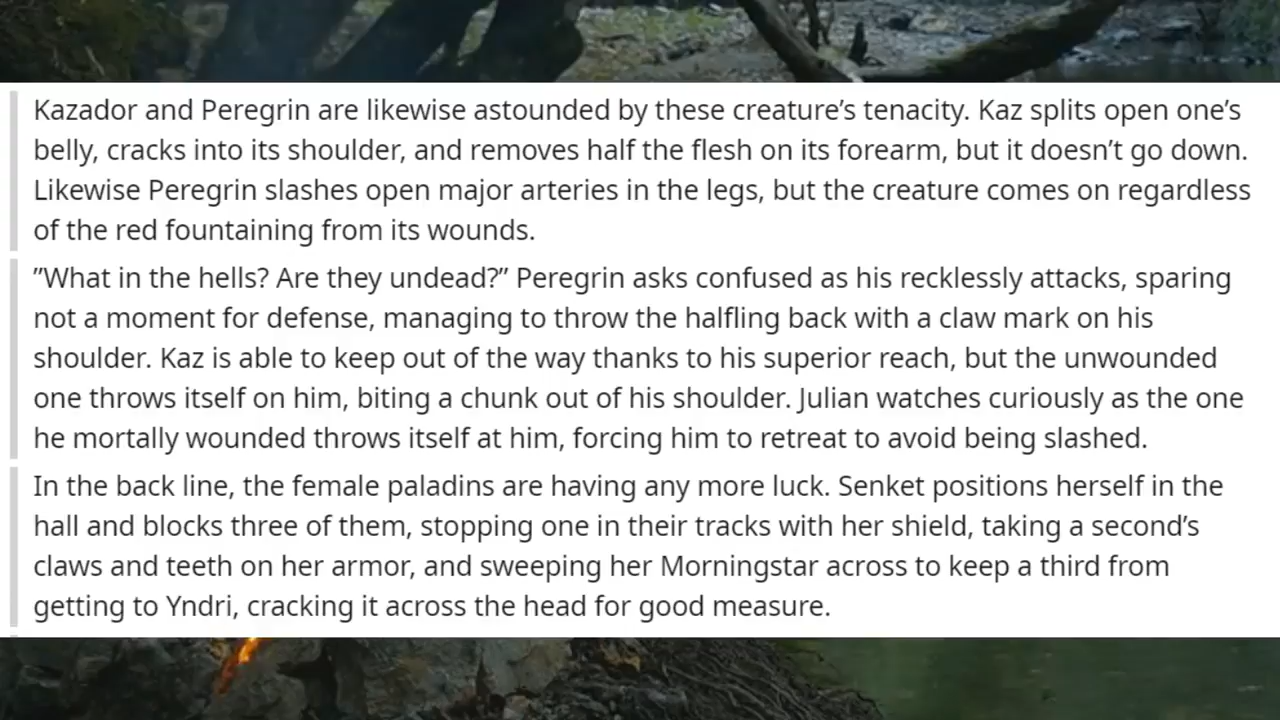 Kazador and Peregrin are likewise astounded by these creature’s tenacity. Kaz splits open one’s
belly, cracks into its shoulder, and removes half the flesh on its forearm, but it doesn’t go down.
Likewise Peregrin slashes open major arteries in the legs, but the creature comes on regardless
of the red fountaining from its wounds.
”What in the hells? Are they undead?” Peregrin asks confused as his recklessly attacks, sparing
not a moment for defense, managing to throw the halfling back with a claw mark on his
shoulder. Kaz is able to keep out of the way thanks to his superior reach, but the unwounded
one throws itself on him, biting a chunk out of his shoulder. Julian watches curiously as the one
he mortally wounded throws itself at him, forcing him to retreat to avoid being slashed.
In the back line, the female paladins are having any more luck. Senket positions herself in the
hall and blocks three of them, stopping one in their tracks with her shield, taking a second’s
claws and teeth on her armor, and sweeping her Morningstar across to keep a third from
getting to Yndri, cracking it across the head for good measure.